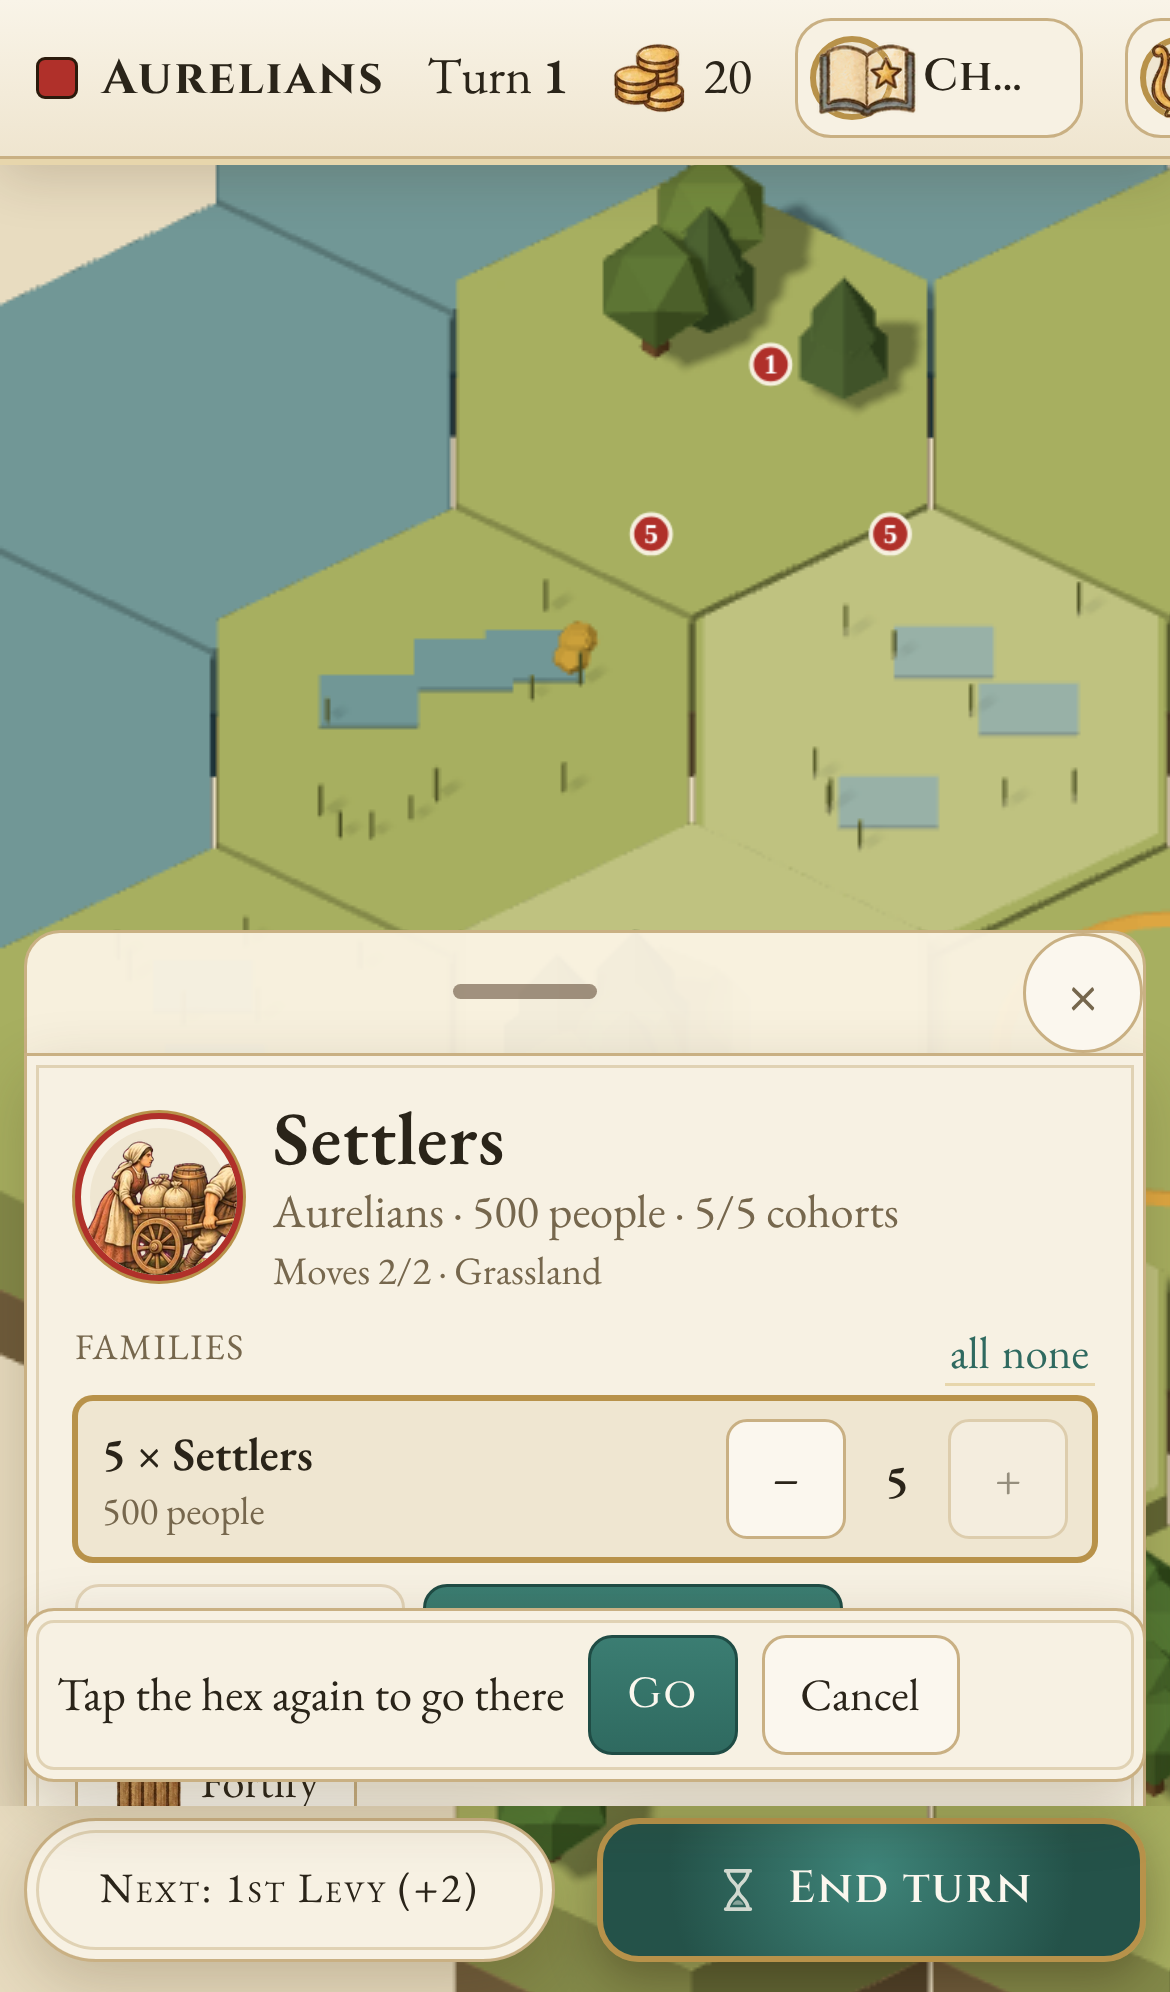 AURELIANS Turn 1 20 CH...
1
5 5
×
Settlers
Aurelians · 500 people · 5/5 cohorts
Moves 2/2 · Grassland
FAMILIES all none
5 × Settlers
500 people
− 5 +
Tap the hex again to go there Go Cancel
Fortify
NEXT: 1ST LEVY (+2) END TURN